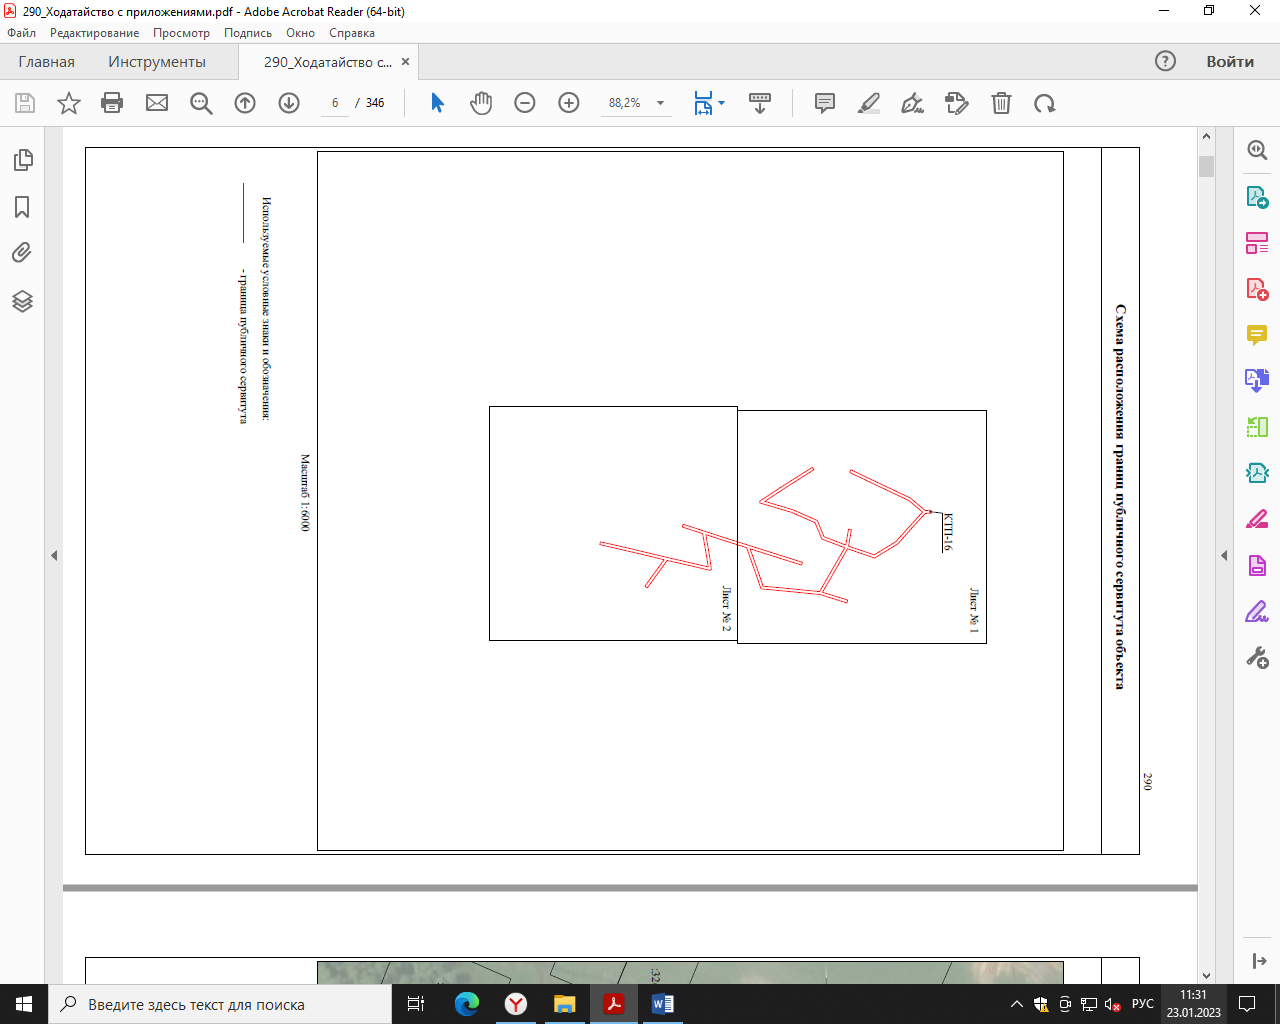 290_Ходатайство с приложениями.pdf - Adobe Acrobat Reader (64-bit)
Файл Редактирование Просмотр Подпись Окно Справка
Главная Инструменты 290_Ходатайство с... × Войти
6 / 346 88,2%
Схема расположения границ публичного сервитута объекта
290
КТП-16
Лист № 1
Лист № 2
Масштаб 1:6000
Используемые условные знаки и обозначения:
- граница публичного сервитута
:32
Введите здесь текст для поиска
РУС
11:31
23.01.2023